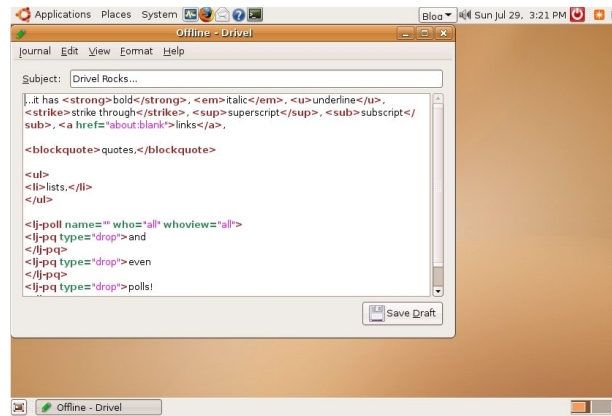 Applications Places System Blog Sun Jul 29, 3:21 PM
Offline - Drivel
Journal Edit View Format Help
Subject: Drivel Rocks...
...it has <strong>bold</strong>, <em>italic</em>, <u>underline</u>,
<strike>strike through</strike>, <sup>superscript</sup>, <sub>subscript</
sub>, <a href="about:blank">links</a>,
<blockquote>quotes,</blockquote>
<ul>
<li>lists,</li>
</ul>
<lj-poll name="" who="all" whoview="all">
<lj-pq type="drop">and
</lj-pq>
<lj-pq type="drop">even
</lj-pq>
<lj-pq type="drop">polls!
Save Draft
Offline - Drivel